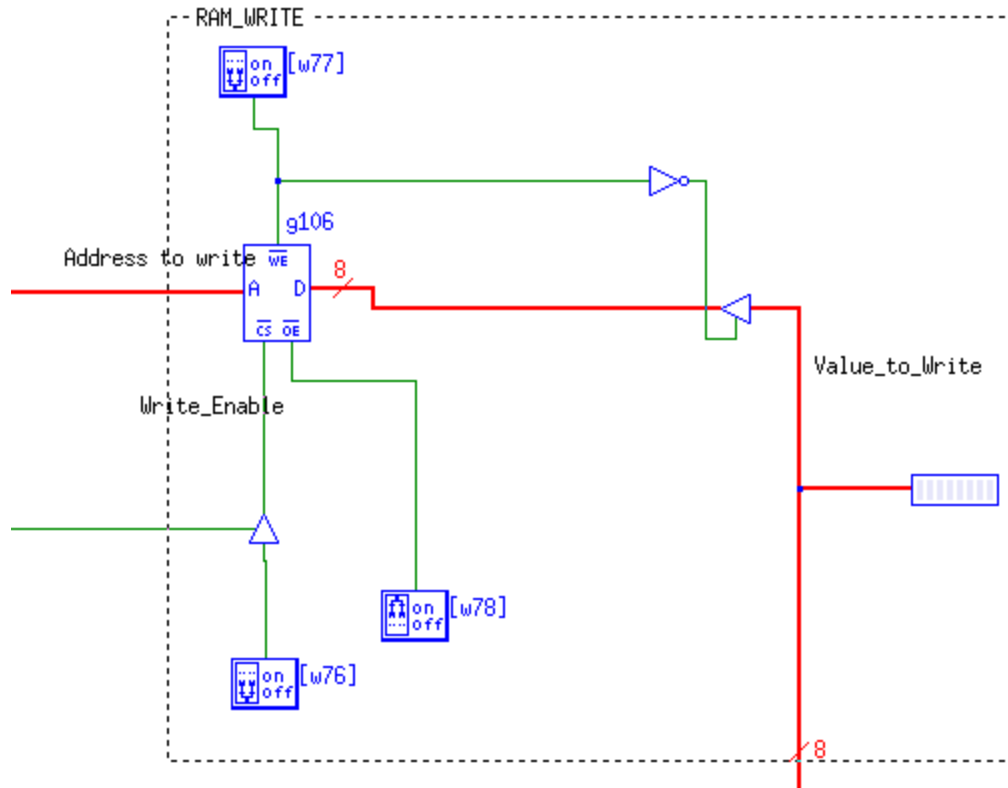 RAM_WRITE
on
off
[w77]
g106
Address to write
WE
8
A
D
CS
OE
Value_to_Write
Write_Enable
on
off
[w78]
on
off
[w76]
8